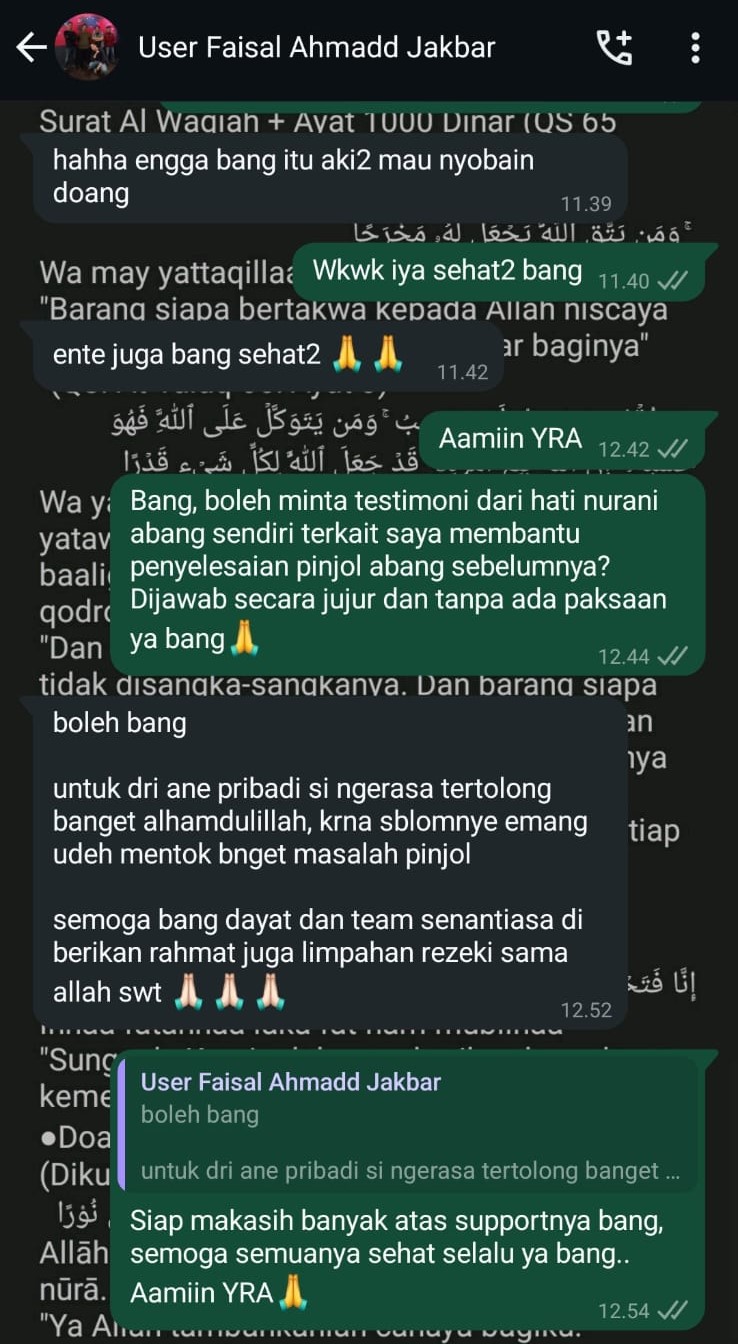 User Faisal Ahmadd Jakbar
Surat Al Waqiah + Ayat 1000 Dinar (QS 65
hahha engga bang itu aki2 mau nyobain
doang
11.39
Wa may yattaqillaa
Wkwk iya sehat2 bang
11.40
"Barang siapa bertakwa kepada Allah niscaya
ente juga bang sehat2 🙏 🙏
11.42
ar baginya"
وَمَن يَتَوَكَّلْ عَلَى ٱللَّهِ فَهُوَ
Aamiin YRA
12.42
قَدْ جَعَلَ ٱللَّهُ لِكُلِّ شَىْءٍ قَدْرًا
Bang, boleh minta testimoni dari hati nurani
abang sendiri terkait saya membantu
penyelesaian pinjol abang sebelumnya?
Dijawab secara jujur dan tanpa ada paksaan
ya bang🙏
12.44
Wa ya
yatav
baali
qodro
"Dan
tidak disangka-sangkanya. Dan barang siapa
boleh bang
untuk dri ane pribadi si ngerasa tertolong
banget alhamdulillah, krna sblomnye emang
udeh mentok bnget masalah pinjol
semoga bang dayat dan team senantiasa di
berikan rahmat juga limpahan rezeki sama
allah swt 🙏🏻 🙏🏻 🙏🏻
12.52
an
nya
tiap
"Sung
keme
●Doa
(Diku
Allāh
nūrā.
"Ya
User Faisal Ahmadd Jakbar
boleh bang
untuk dri ane pribadi si ngerasa tertolong banget ...
Siap makasih banyak atas supportnya bang,
semoga semuanya sehat selalu ya bang..
Aamiin YRA🙏
12.54